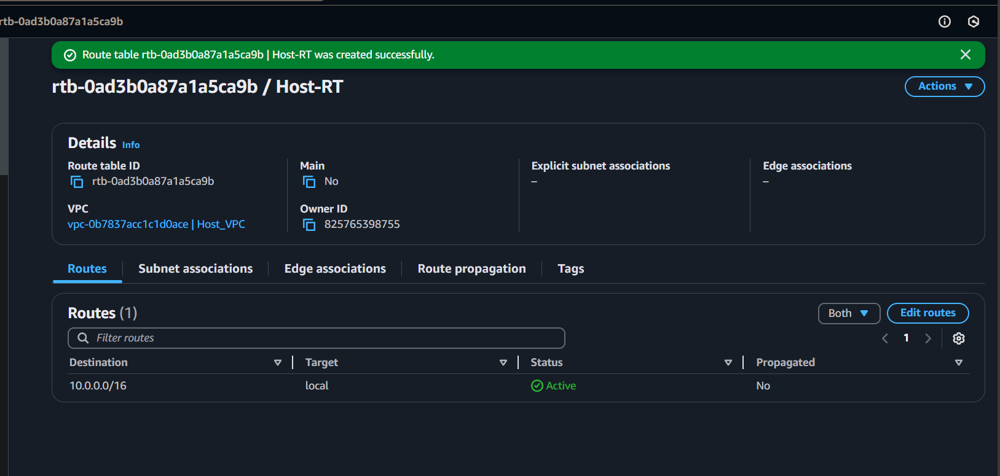 rtb-0ad3b0a87a1a5ca9b
Route table rtb-0ad3b0a87a1a5ca9b | Host-RT was created successfully.
rtb-0ad3b0a87a1a5ca9b / Host-RT
Actions
Details Info
Route table ID
rtb-0ad3b0a87a1a5ca9b
VPC
vpc-0b7837acc1c1d0ace | Host_VPC
Main
No
Owner ID
825765398755
Explicit subnet associations
–
Edge associations
–
Routes Subnet associations Edge associations Route propagation Tags
Routes (1)
Both Edit routes
Filter routes
1
Destination Target Status Propagated
10.0.0.0/16 local Active No